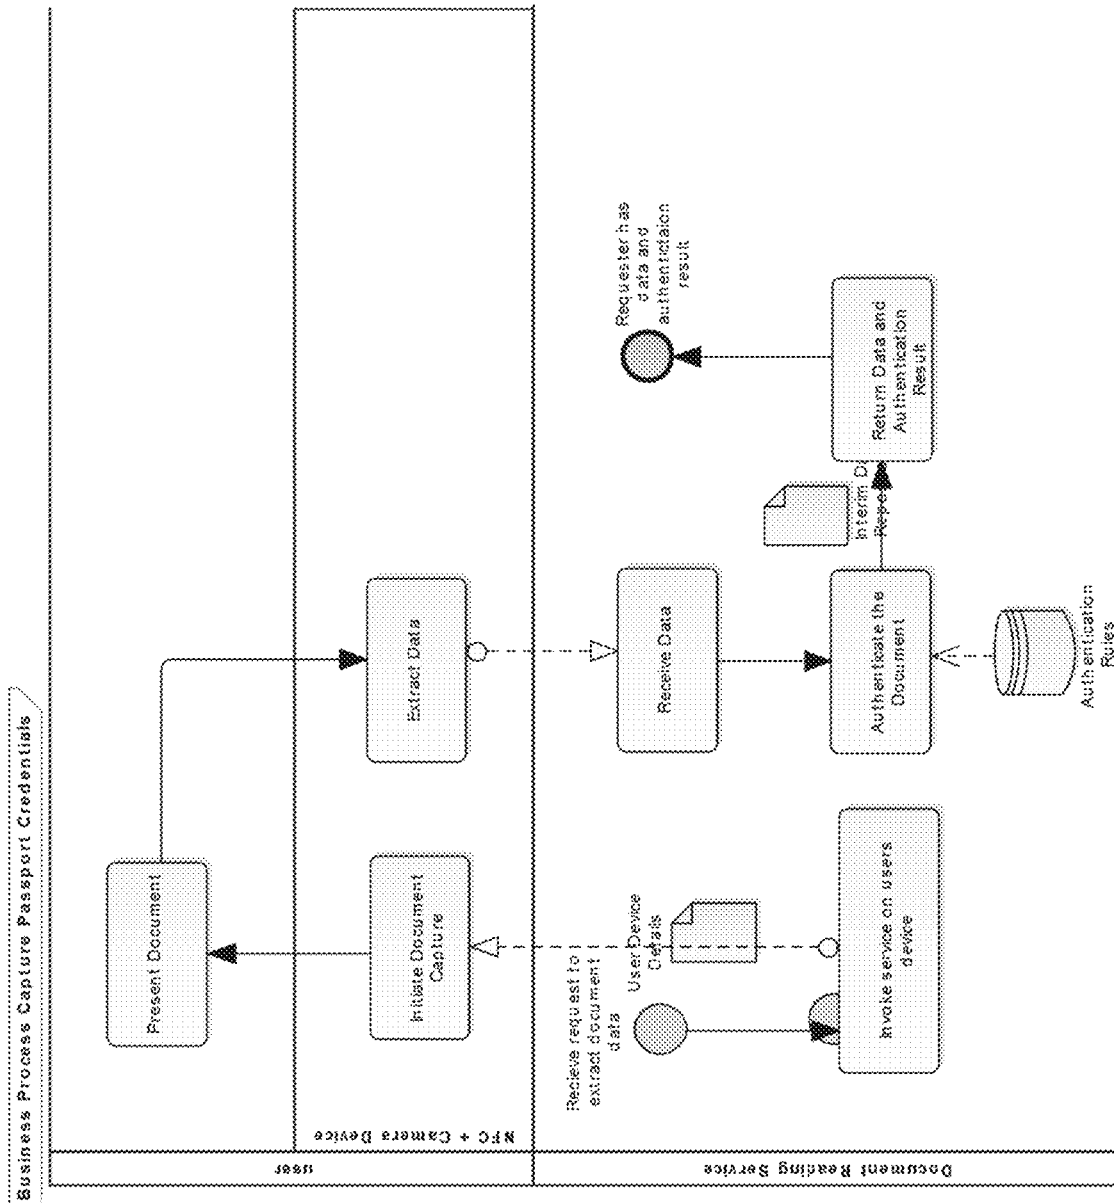 Business Process Capture Passport Credentials
user
NFC + Camera Device
Document Reading Service
Present Document
Initiate Document
Capture
Extract Data
Recieve request to
extract document
data
User Device
Details
Invoke service on users
device
Receive Data
Authenticate the
Document
Authentication
Rules
Interim
Return Data and
Authentication
Result
Requester has
data and
authentictaion
result